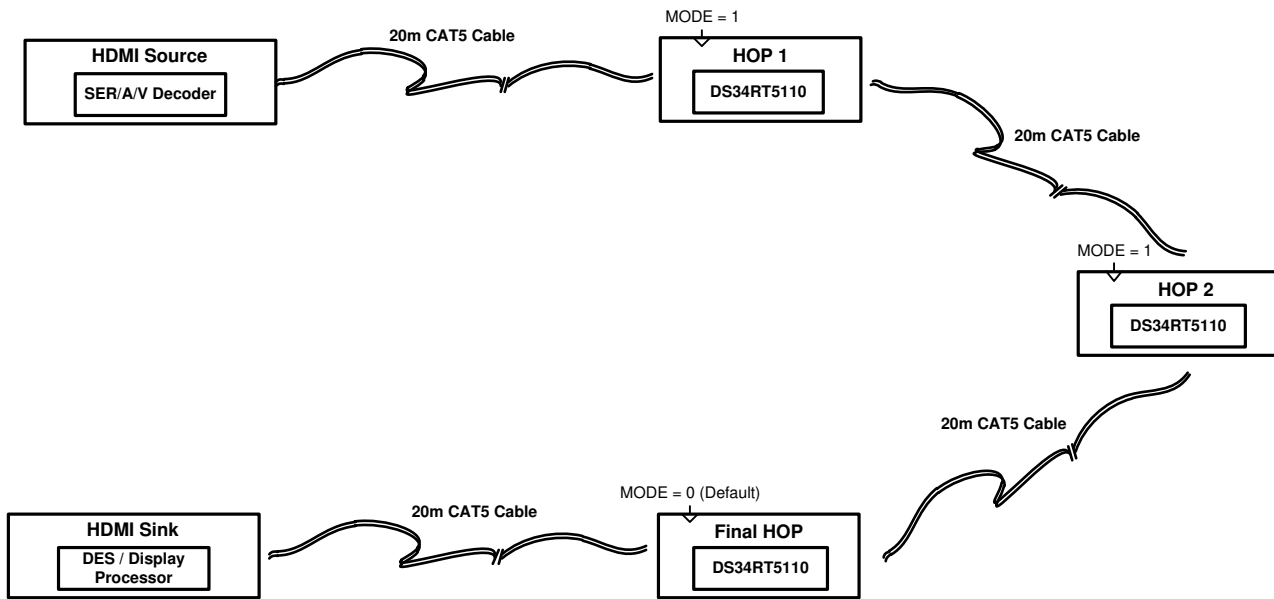 MODE = 1
20m CAT5 Cable
HDMI Source
SER/A/V Decoder
HOP 1
DS34RT5110
20m CAT5 Cable
MODE = 1
HOP 2
DS34RT5110
20m CAT5 Cable
MODE = 0 (Default)
Final HOP
DS34RT5110
20m CAT5 Cable
HDMI Sink
DES / Display
Processor